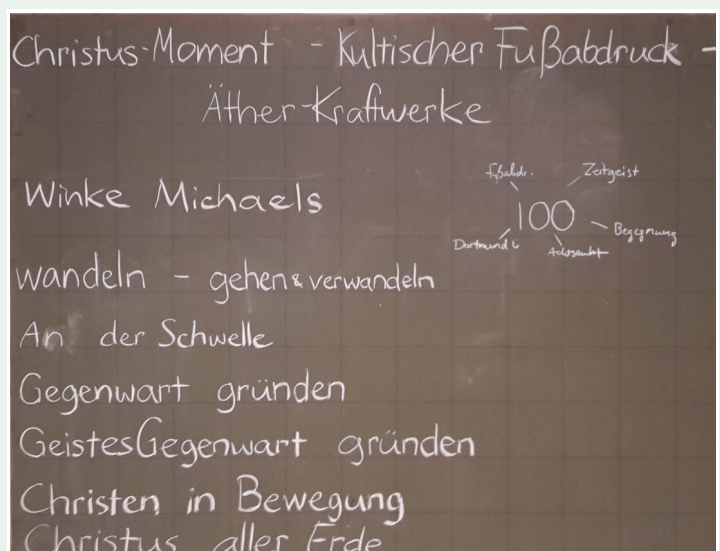 Christus-Moment - Kultischer Fußabdruck -
Äther-Kraftwerke
Winke Michaels
Fußabdr.
Zeitgeist
100
Begegnung
Dortmund
wandeln - gehen & verwandeln
An der Schwelle
Gegenwart gründen
GeistesGegenwart gründen
Christen in Bewegung
Christus aller Erde